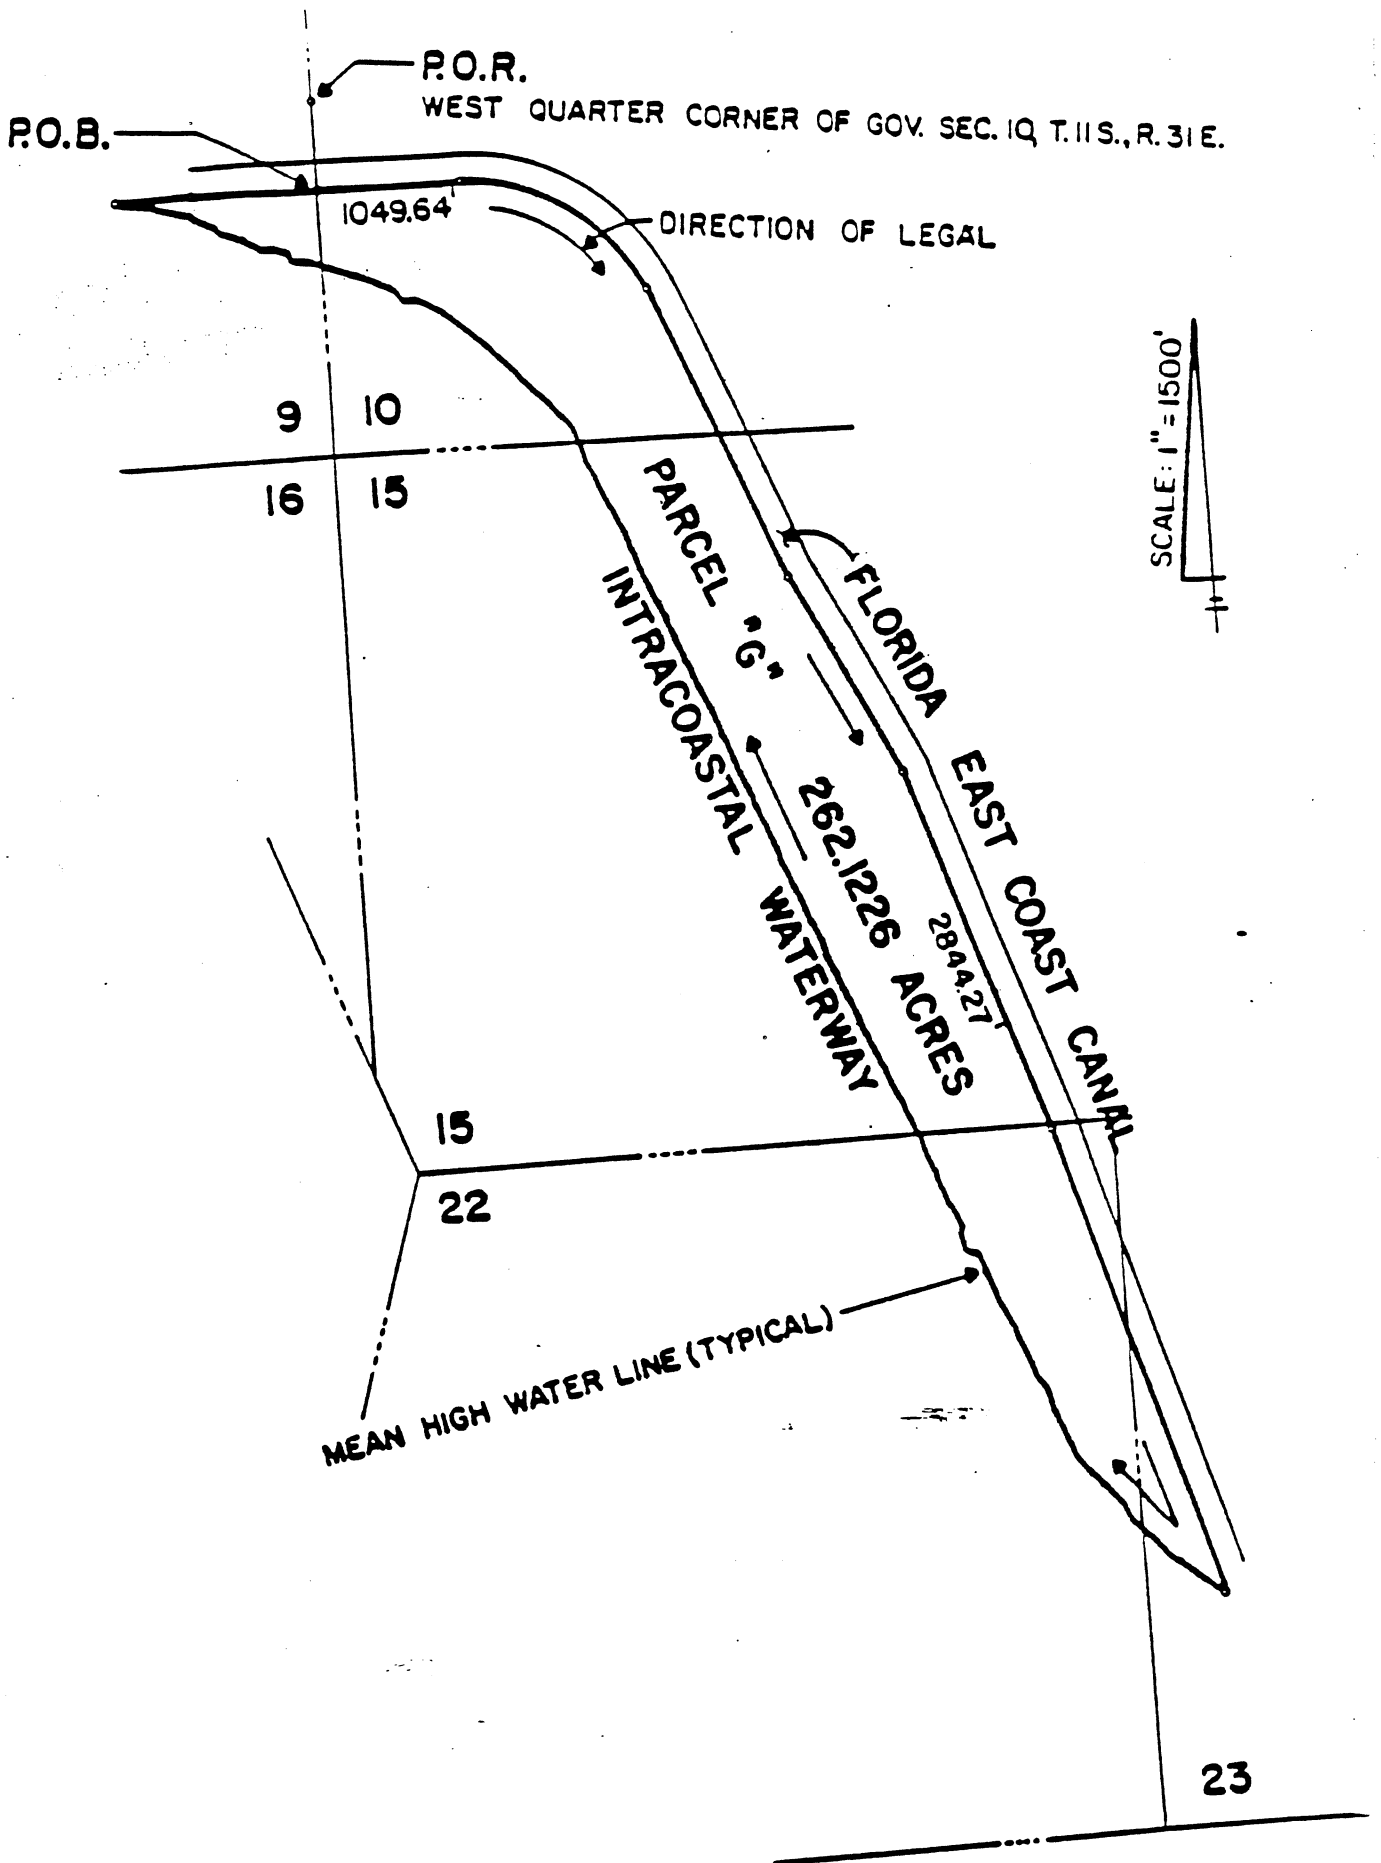 P.O.R.
WEST QUARTER CORNER OF GOV. SEC. 10, T. 11 S., R. 31 E.
P.O.B.
1049.64'
DIRECTION OF LEGAL
SCALE: 1" = 1500'
9
10
16
15
PARCEL "G"
INTRACOASTAL WATERWAY
FLORIDA EAST COAST CANAL
262.1226 ACRES
2844.27'
15
22
MEAN HIGH WATER LINE (TYPICAL)
23